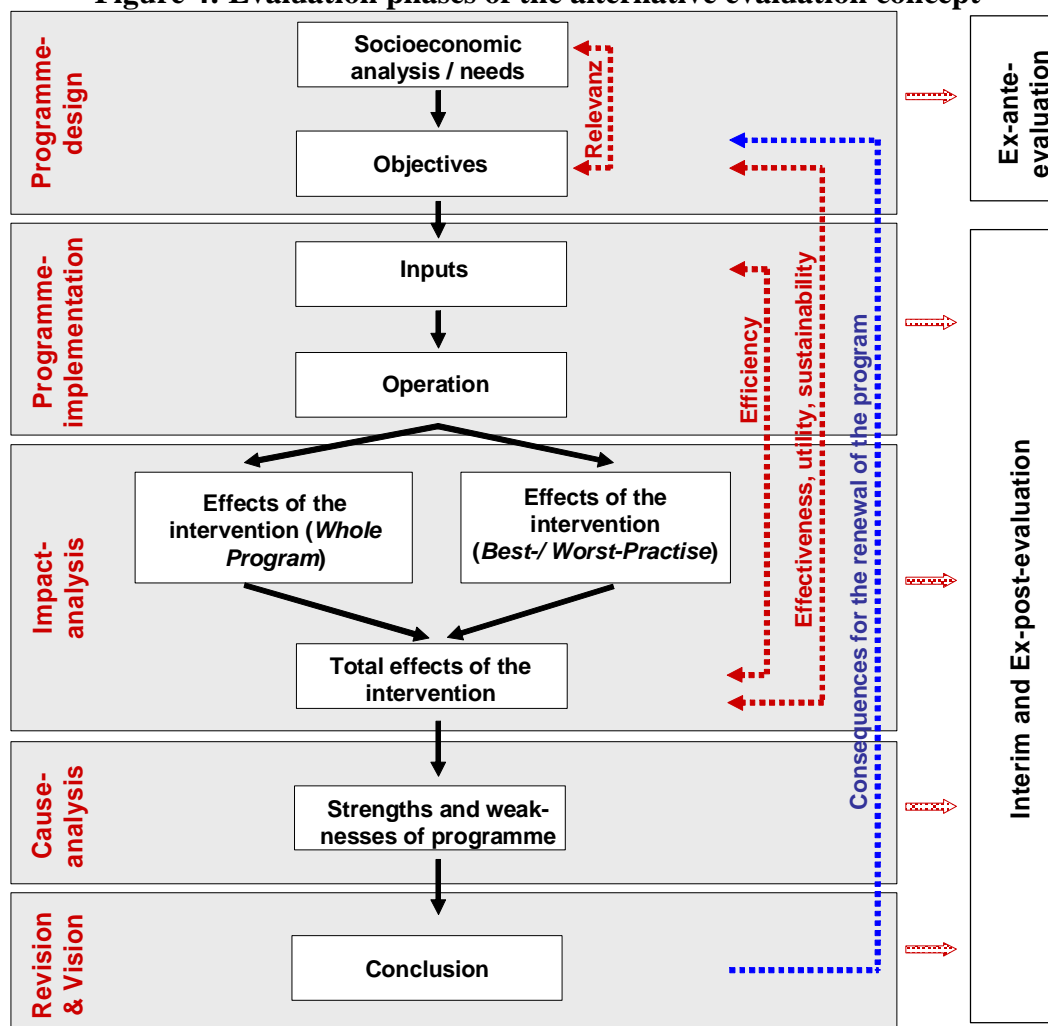 Figure 4: Evaluation phases of the alternative evaluation concept
Programme-
design
Socioeconomic
analysis / needs
Relevanz
Objectives
Ex-ante-
evaluation
Programme-
implementation
Inputs
Operation
Efficiency
Effectiveness, utility, sustainability
Consequences for the renewal of the program
Interim and Ex-post-evaluation
Impact-
analysis
Effects of the
intervention (Whole
Program)
Effects of the
intervention
(Best-/ Worst-Practise)
Total effects of the
intervention
Cause-
analysis
Strengths and weak-
nesses of programme
Revision
& Vision
Conclusion